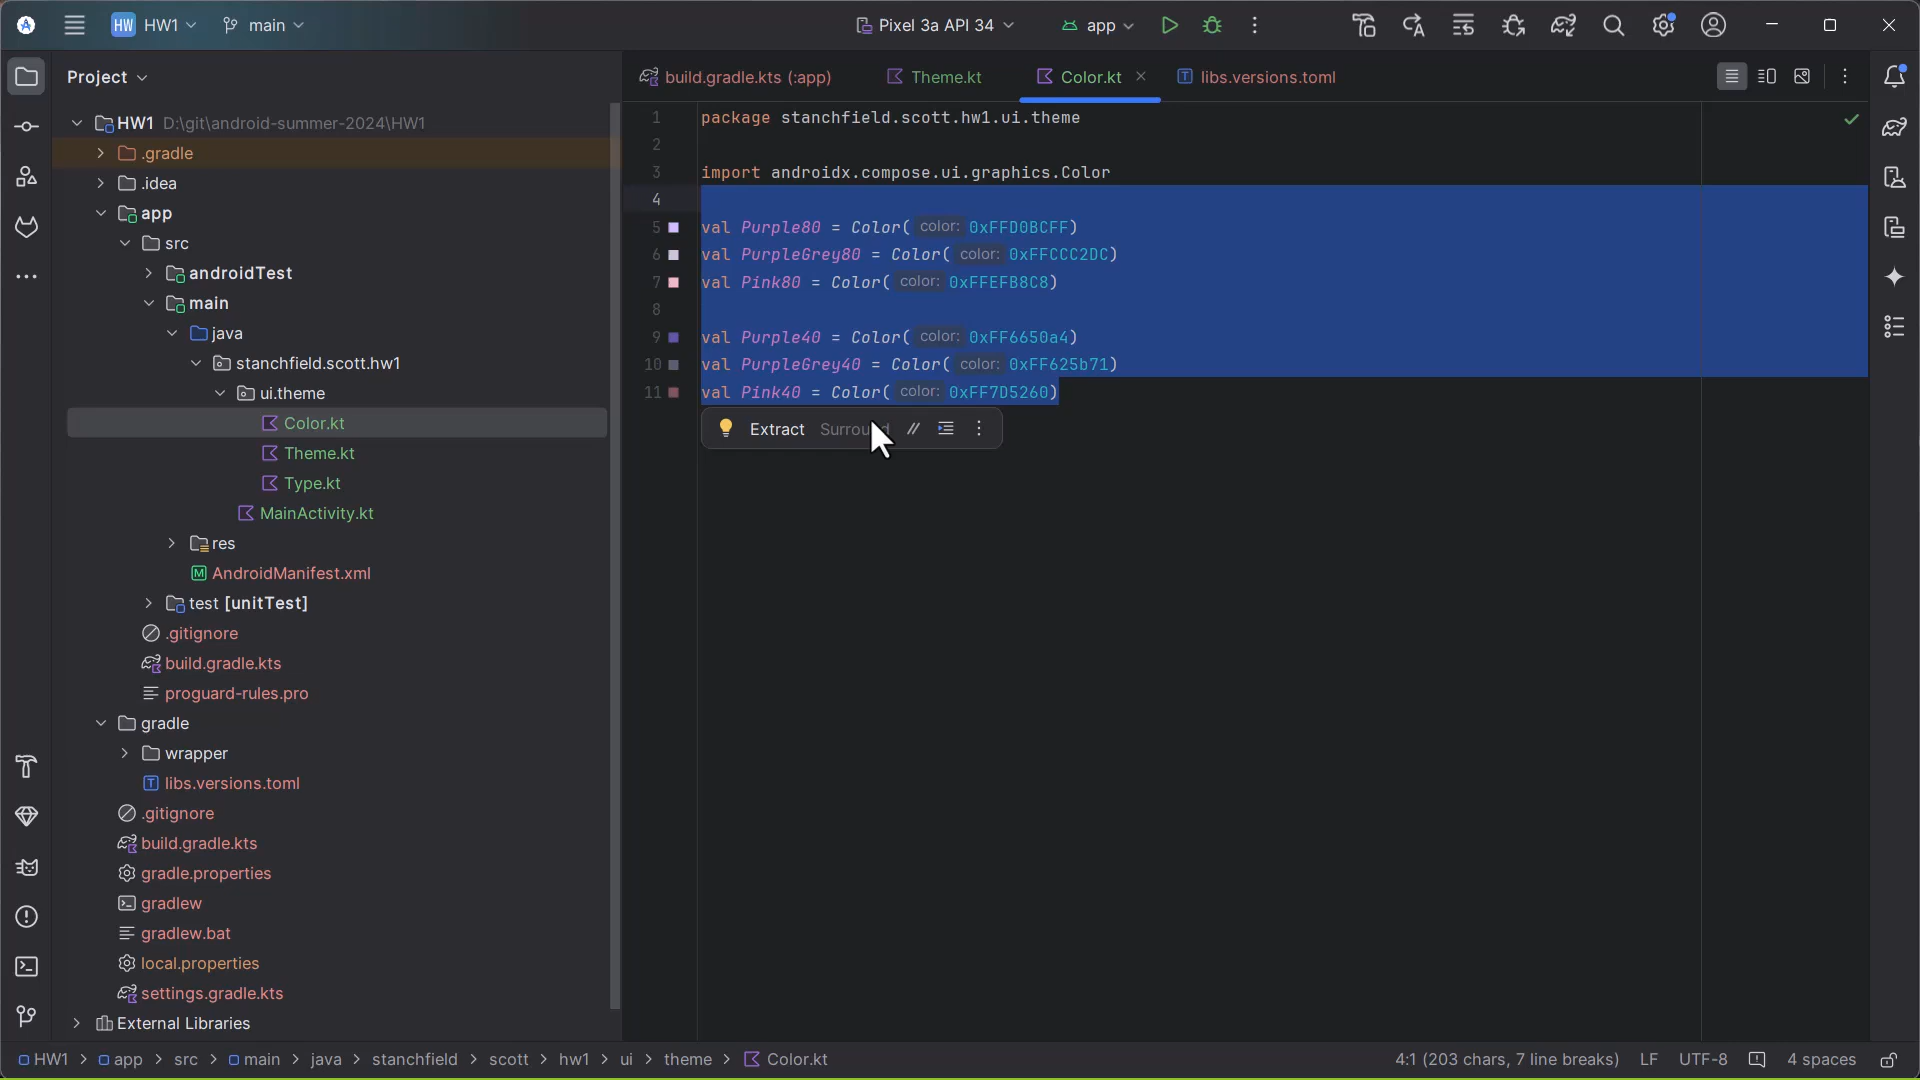 HW HW1 main Pixel 3a API 34 app
Project
build.gradle.kts (:app) Theme.kt Color.kt libs.versions.toml
HW1 D:\git\android-summer-2024\HW1
.gradle
.idea
app
src
androidTest
main
java
stanchfield.scott.hw1
ui.theme
Color.kt
Theme.kt
Type.kt
MainActivity.kt
res
AndroidManifest.xml
test [unitTest]
.gitignore
build.gradle.kts
proguard-rules.pro
gradle
wrapper
libs.versions.toml
.gitignore
build.gradle.kts
gradle.properties
gradlew
gradlew.bat
local.properties
settings.gradle.kts
External Libraries
1 package stanchfield.scott.hw1.ui.theme
2
3 import androidx.compose.ui.graphics.Color
4
5 val Purple80 = Color( color: 0xFFD0BCFF)
6 val PurpleGrey80 = Color( color: 0xFFCCC2DC)
7 val Pink80 = Color( color: 0xFFEFB8C8)
8
9 val Purple40 = Color( color: 0xFF6650a4)
10 val PurpleGrey40 = Color( color: 0xFF625b71)
11 val Pink40 = Color( color: 0xFF7D5260)
Extract //
HW1 > app > src > main > java > stanchfield > scott > hw1 > ui > theme > Color.kt 4:1 (203 chars, 7 line breaks) LF UTF-8 4 spaces